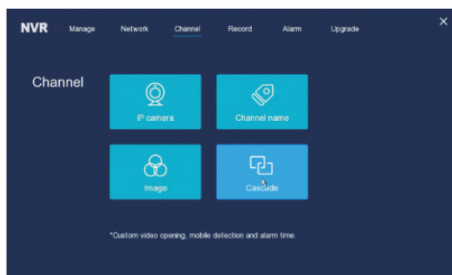 NVR Manage Network Channel Record Alarm Upgrade
Channel
IP camera Channel name
Image Cascade
*Custom video opening, mobile detection and alarm time.